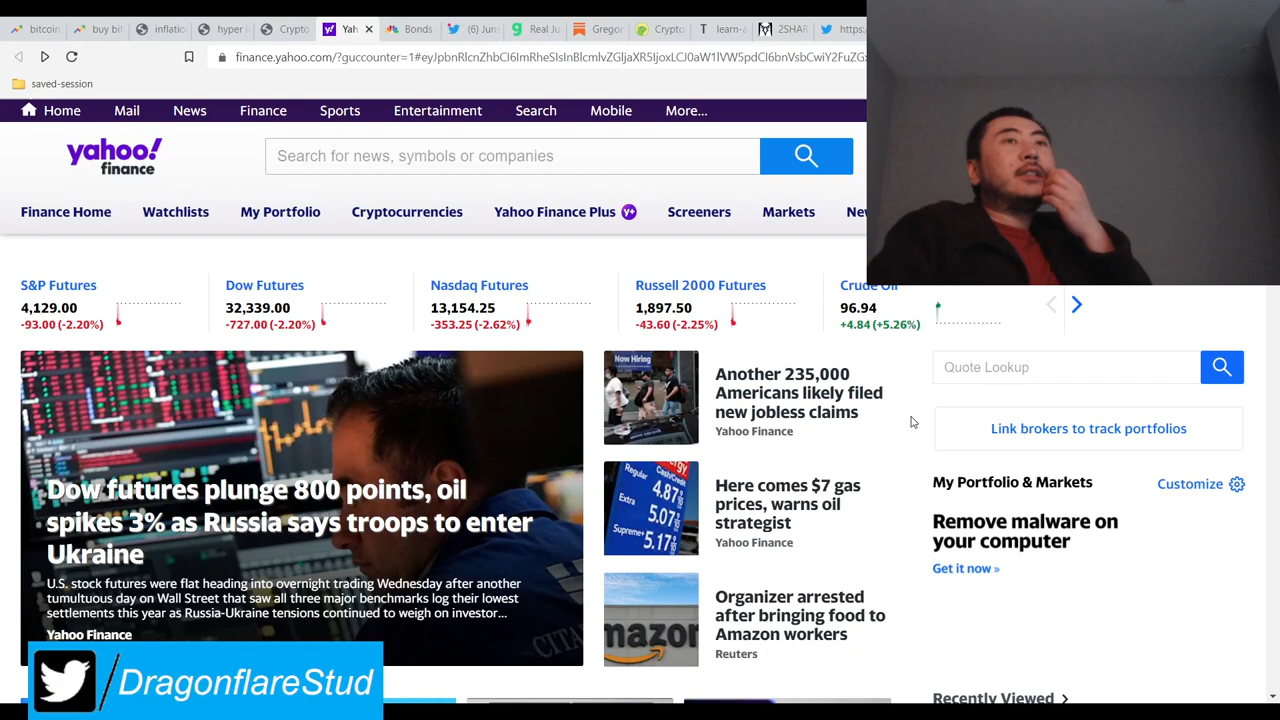 bitcoin
buy bit
inflatio
hyper i
Crypto
Yah
Bonds
(6) Jun
Real Ju
Gregor
Crypto
learn-a
2SHAR
https:
finance.yahoo.com/?guccounter=1#
saved-session
Home Mail News Finance Sports Entertainment Search Mobile More...
yahoo!
finance
Search for news, symbols or companies
Finance Home Watchlists My Portfolio Cryptocurrencies Yahoo Finance Plus y+ Screeners Markets Nev
S&P Futures
4,129.00
-93.00 (-2.20%)
Dow Futures
32,339.00
-727.00 (-2.20%)
Nasdaq Futures
13,154.25
-353.25 (-2.62%)
Russell 2000 Futures
1,897.50
-43.60 (-2.25%)
Crude Oil
96.94
+4.84 (+5.26%)
Dow futures plunge 800 points, oil
spikes 3% as Russia says troops to enter
Ukraine
U.S. stock futures were flat heading into overnight trading Wednesday after another
tumultuous day on Wall Street that saw all three major benchmarks log their lowest
settlements this year as Russia-Ukraine tensions continued to weigh on investor...
Yahoo Finance
CITA
Now Hiring
Another 235,000
Americans likely filed
new jobless claims
Yahoo Finance
Regular
4.87
Extra
5.07
Supreme+
5.17
Here comes $7 gas
prices, warns oil
strategist
Yahoo Finance
mazon
Organizer arrested
after bringing food to
Amazon workers
Reuters
Quote Lookup
Link brokers to track portfolios
My Portfolio & Markets
Customize
Remove malware on
your computer
Get it now »
Recently Viewed
/DragonflareStud